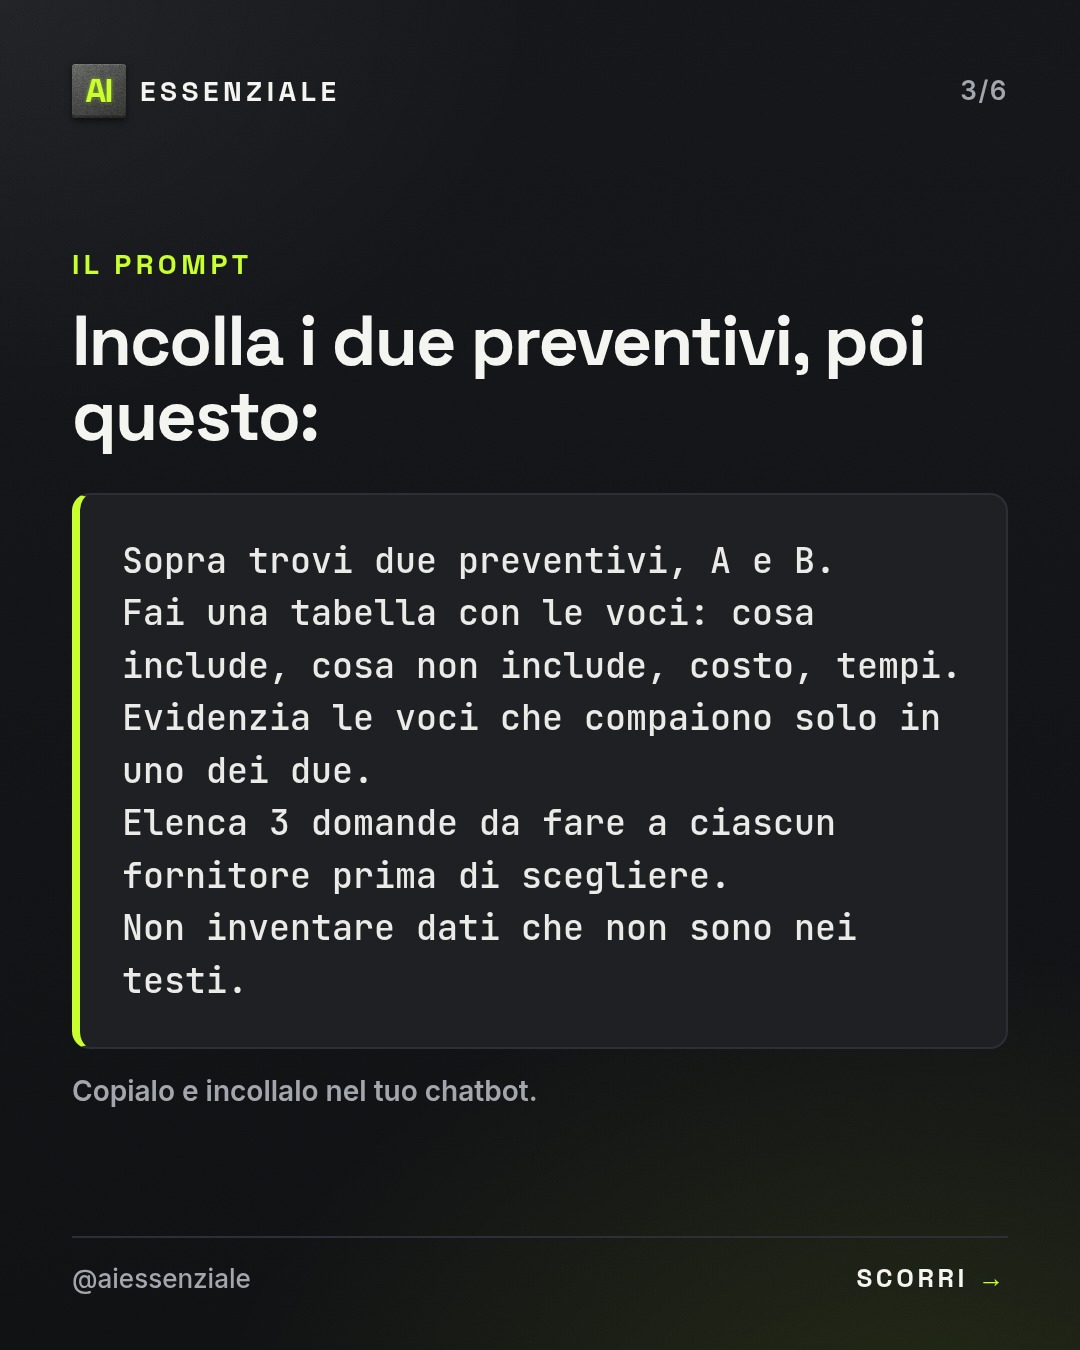 AI ESSENZIALE
3/6
IL PROMPT
Incolla i due preventivi, poi
questo:
Sopra trovi due preventivi, A e B.
Fai una tabella con le voci: cosa
include, cosa non include, costo, tempi.
Evidenzia le voci che compaiono solo in
uno dei due.
Elenca 3 domande da fare a ciascun
fornitore prima di scegliere.
Non inventare dati che non sono nei
testi.
Copialo e incollalo nel tuo chatbot.
@aiessenziale
SCORRI →